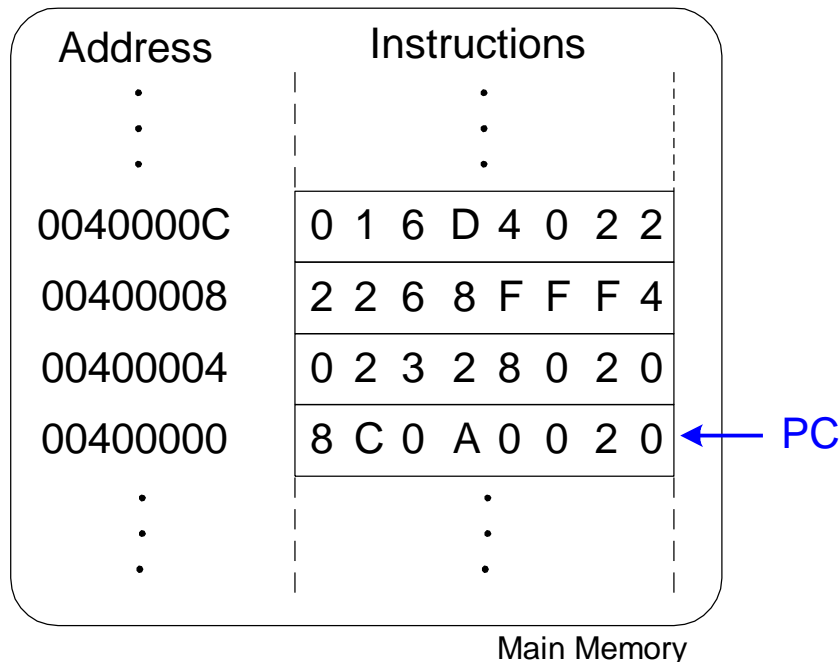 Address Instructions
0040000C 0 1 6 D 4 0 2 2
00400008 2 2 6 8 F F F 4
00400004 0 2 3 2 8 0 2 0
00400000 8 C 0 A 0 0 2 0 PC
Main Memory